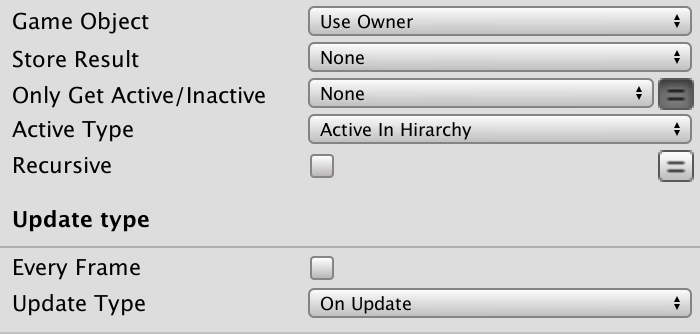 Game Object Use Owner
Store Result None
Only Get Active/Inactive None
Active Type Active In Hirarchy
Recursive
Update type
Every Frame
Update Type On Update